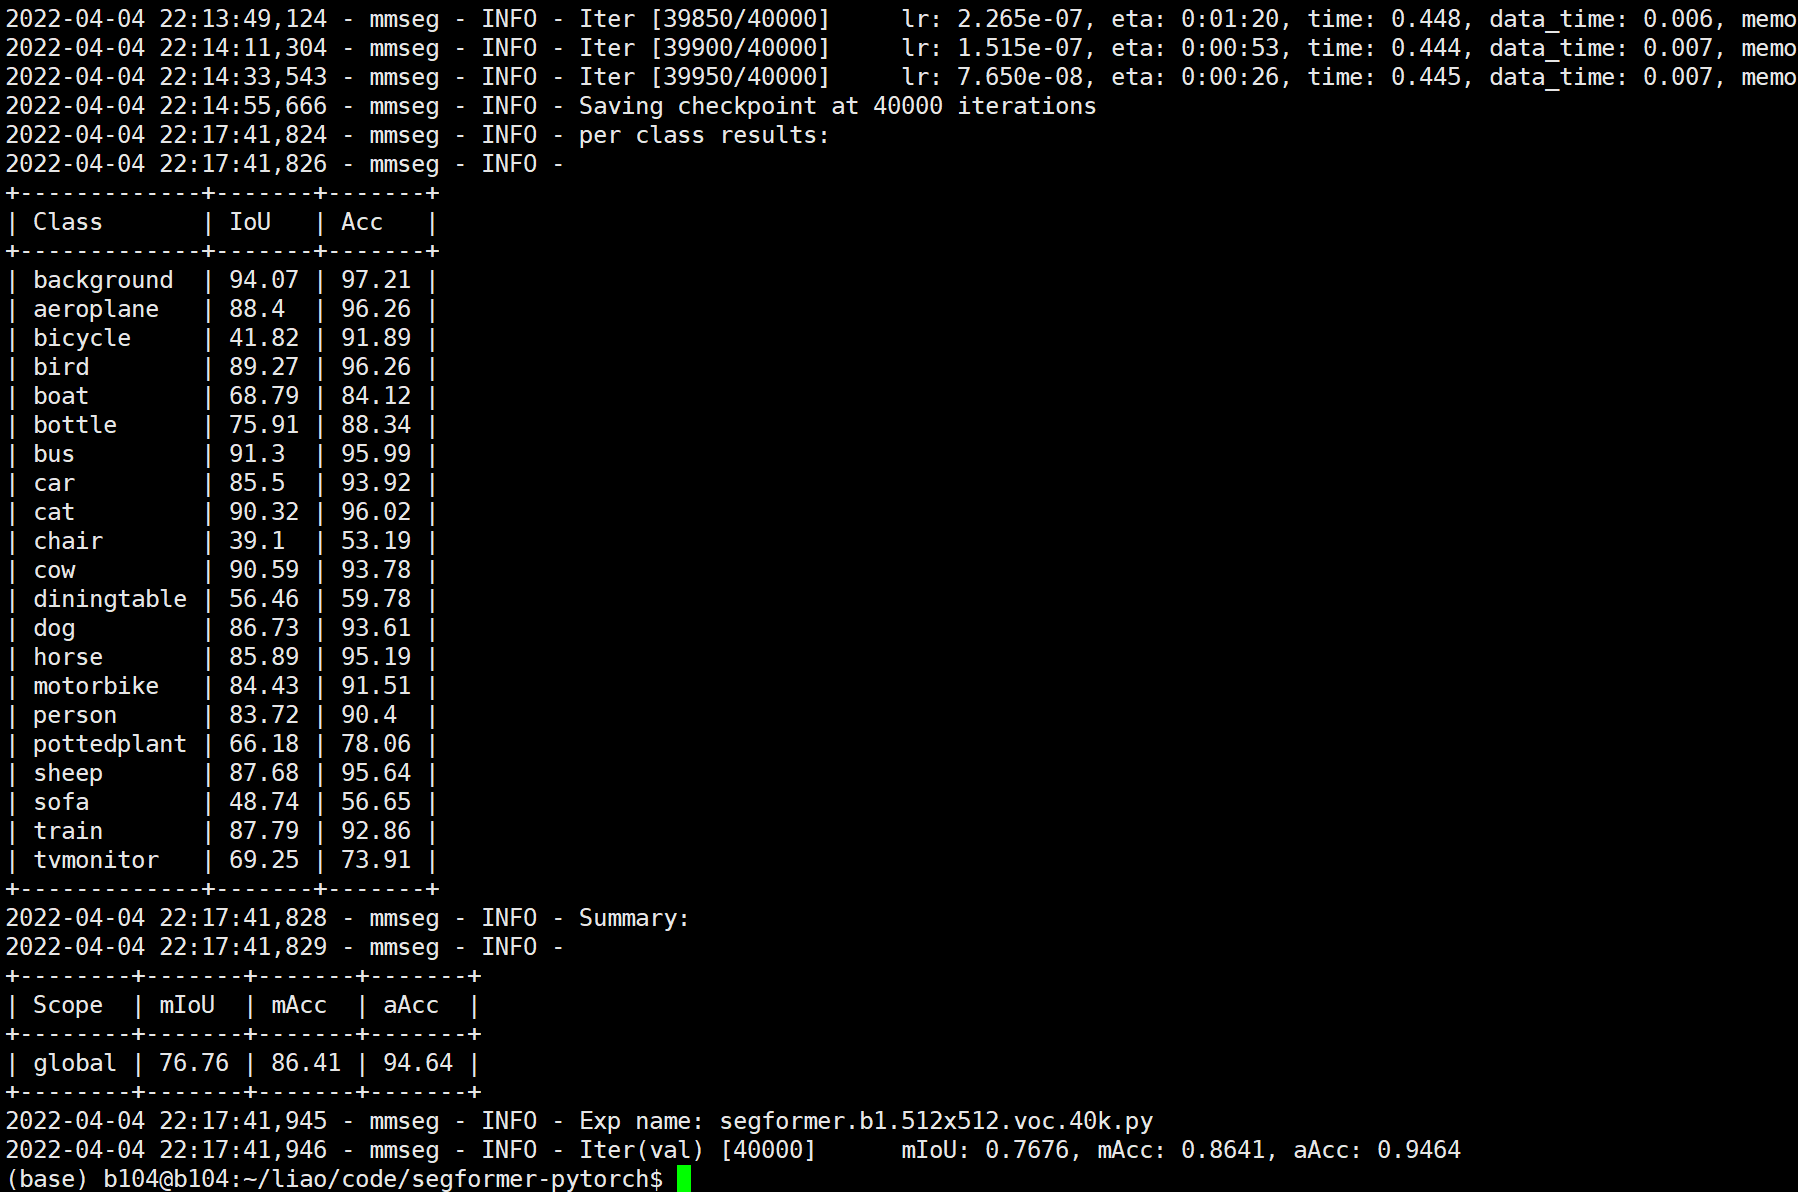 2022-04-04 22:13:49,124 - mmseg - INFO - Iter [39850/40000]     lr: 2.265e-07, eta: 0:01:20, time: 0.448, data_time: 0.006, memo
2022-04-04 22:14:11,304 - mmseg - INFO - Iter [39900/40000]     lr: 1.515e-07, eta: 0:00:53, time: 0.444, data_time: 0.007, memo
2022-04-04 22:14:33,543 - mmseg - INFO - Iter [39950/40000]     lr: 7.650e-08, eta: 0:00:26, time: 0.445, data_time: 0.007, memo
2022-04-04 22:14:55,666 - mmseg - INFO - Saving checkpoint at 40000 iterations
2022-04-04 22:17:41,824 - mmseg - INFO - per class results:
2022-04-04 22:17:41,826 - mmseg - INFO -
+-------------+-------+-------+
| Class       | IoU   | Acc   |
+-------------+-------+-------+
| background  | 94.07 | 97.21 |
| aeroplane   | 88.4  | 96.26 |
| bicycle     | 41.82 | 91.89 |
| bird        | 89.27 | 96.26 |
| boat        | 68.79 | 84.12 |
| bottle      | 75.91 | 88.34 |
| bus         | 91.3  | 95.99 |
| car         | 85.5  | 93.92 |
| cat         | 90.32 | 96.02 |
| chair       | 39.1  | 53.19 |
| cow         | 90.59 | 93.78 |
| diningtable | 56.46 | 59.78 |
| dog         | 86.73 | 93.61 |
| horse       | 85.89 | 95.19 |
| motorbike   | 84.43 | 91.51 |
| person      | 83.72 | 90.4  |
| pottedplant | 66.18 | 78.06 |
| sheep       | 87.68 | 95.64 |
| sofa        | 48.74 | 56.65 |
| train       | 87.79 | 92.86 |
| tvmonitor   | 69.25 | 73.91 |
+-------------+-------+-------+
2022-04-04 22:17:41,828 - mmseg - INFO - Summary:
2022-04-04 22:17:41,829 - mmseg - INFO -
+--------+-------+-------+-------+
| Scope  | mIoU  | mAcc  | aAcc  |
+--------+-------+-------+-------+
| global | 76.76 | 86.41 | 94.64 |
+--------+-------+-------+-------+
2022-04-04 22:17:41,945 - mmseg - INFO - Exp name: segformer.b1.512x512.voc.40k.py
2022-04-04 22:17:41,946 - mmseg - INFO - Iter(val) [40000]      mIoU: 0.7676, mAcc: 0.8641, aAcc: 0.9464
(base) b104@b104:~/liao/code/segformer-pytorch$